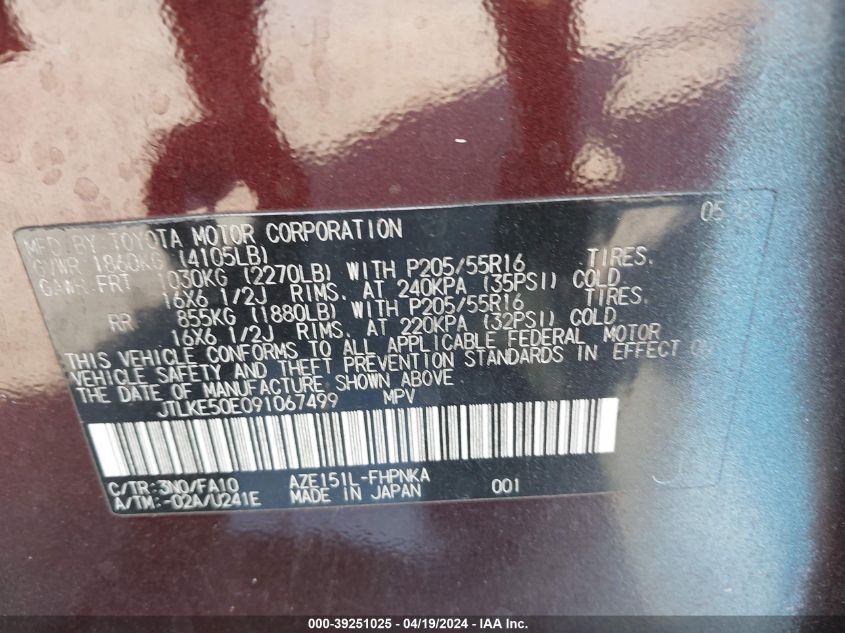 MFD BY: TOYOTA MOTOR CORPORATION 05
GVWR 1860KG (4105LB)
GAWR FRT 1030KG (2270LB) WITH P205/55R16 TIRES,
16X6 1/2J RIMS, AT 240KPA (35PSI) COLD
RR 855KG (1880LB) WITH P205/55R16 TIRES,
16X6 1/2J RIMS, AT 220KPA (32PSI) COLD
THIS VEHICLE CONFORMS TO ALL APPLICABLE FEDERAL MOTOR
VEHICLE SAFETY AND THEFT PREVENTION STANDARDS IN EFFECT
THE DATE OF MANUFACTURE SHOWN ABOVE
JTLKE50E091067499 MPV
C/TR: 3N0/FA10 AZE151L-FHPNKA
A/TM: -02A/U241E MADE IN JAPAN 001
000-39251025 - 04/19/2024 - IAA Inc.